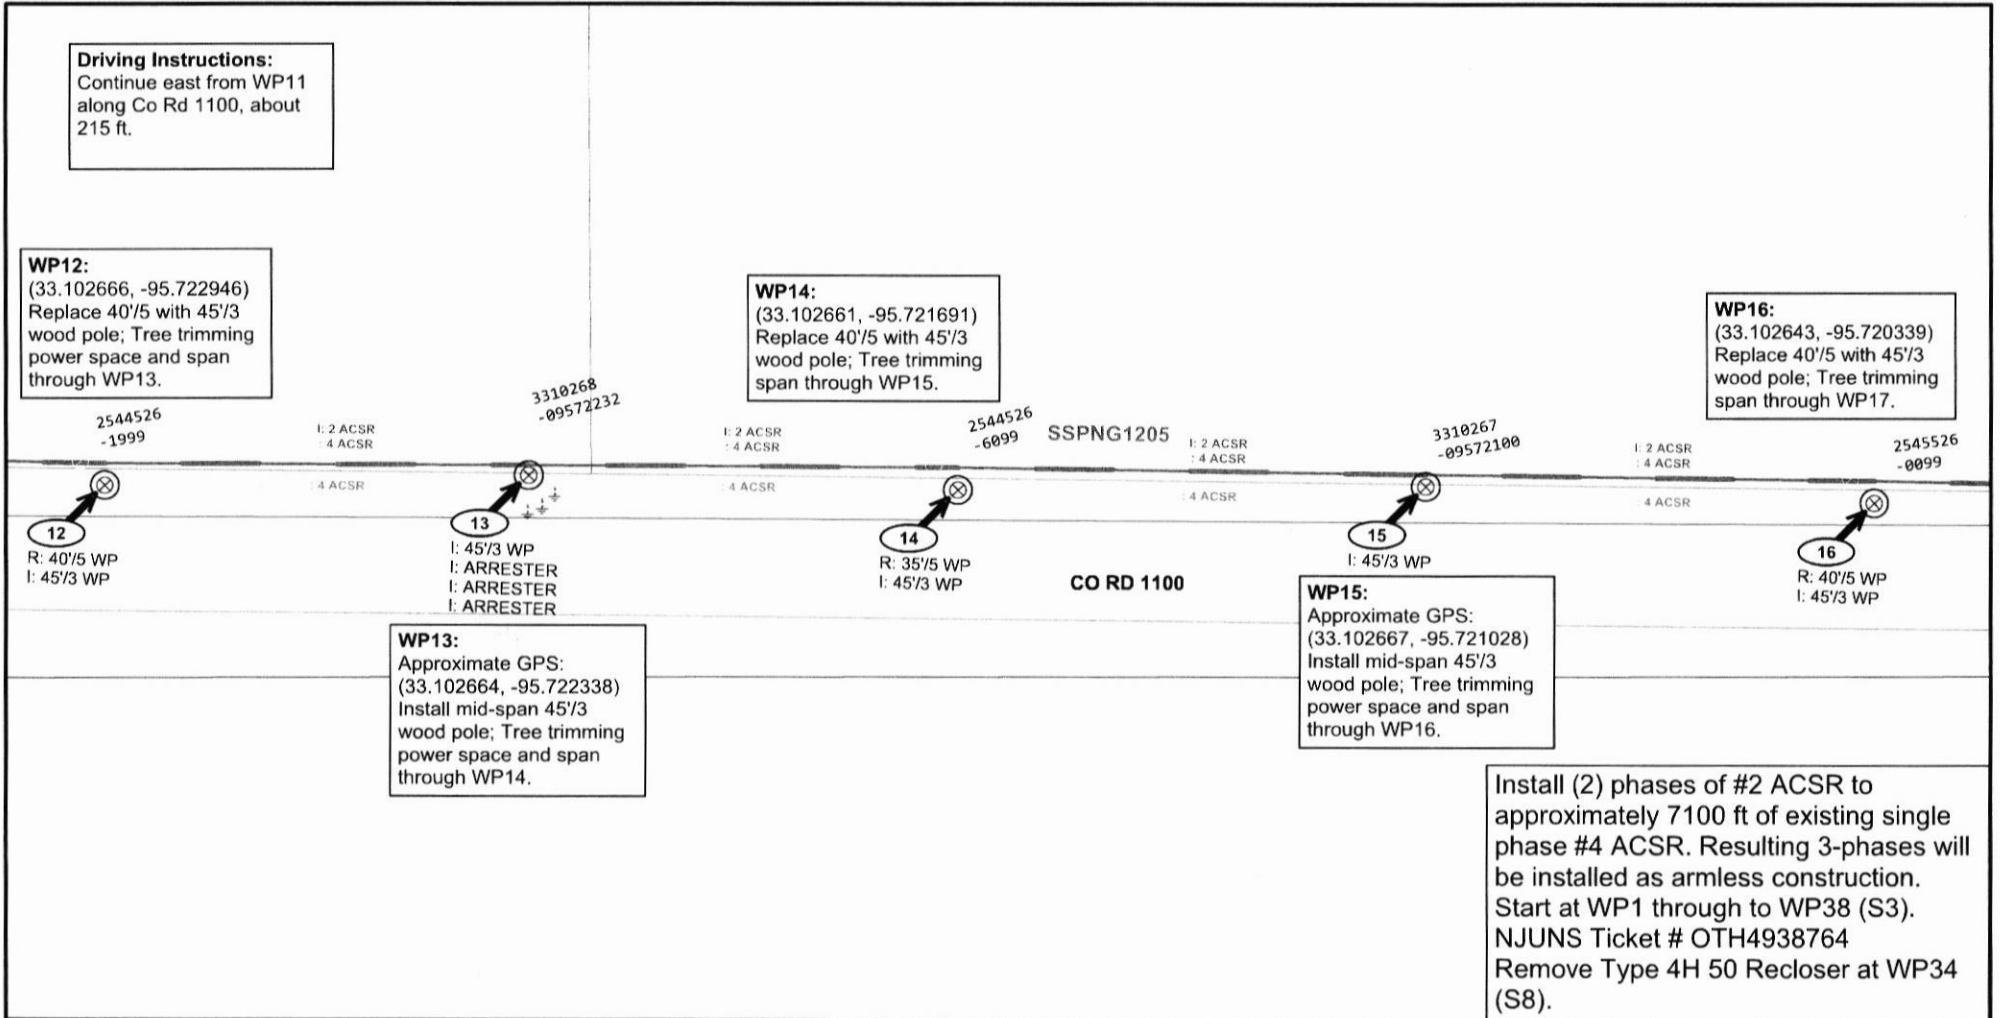 Driving Instructions:
Continue east from WP11
along Co Rd 1100, about
215 ft.
WP12:
(33.102666, -95.722946)
Replace 40'/5 with 45'/3
wood pole; Tree trimming
power space and span
through WP13.
WP14:
(33.102661, -95.721691)
Replace 40'/5 with 45'/3
wood pole; Tree trimming
span through WP15.
WP16:
(33.102643, -95.720339)
Replace 40'/5 with 45'/3
wood pole; Tree trimming
span through WP17.
2544526
-1999
I: 2 ACSR
: 4 ACSR
3310268
-09572232
I: 2 ACSR
: 4 ACSR
2544526
-6099
SSPNG1205
I: 2 ACSR
: 4 ACSR
3310267
-09572100
I: 2 ACSR
: 4 ACSR
2545526
-0099
: 4 ACSR
: 4 ACSR
: 4 ACSR
: 4 ACSR
12
R: 40'/5 WP
I: 45'/3 WP
13
I: 45'/3 WP
I: ARRESTER
I: ARRESTER
I: ARRESTER
14
R: 35'/5 WP
I: 45'/3 WP
CO RD 1100
15
I: 45'/3 WP
16
R: 40'/5 WP
I: 45'/3 WP
WP13:
Approximate GPS:
(33.102664, -95.722338)
Install mid-span 45'/3
wood pole; Tree trimming
power space and span
through WP14.
WP15:
Approximate GPS:
(33.102667, -95.721028)
Install mid-span 45'/3
wood pole; Tree trimming
power space and span
through WP16.
Install (2) phases of #2 ACSR to
approximately 7100 ft of existing single
phase #4 ACSR. Resulting 3-phases will
be installed as armless construction.
Start at WP1 through to WP38 (S3).
NJUNS Ticket # OTH4938764
Remove Type 4H 50 Recloser at WP34
(S8).